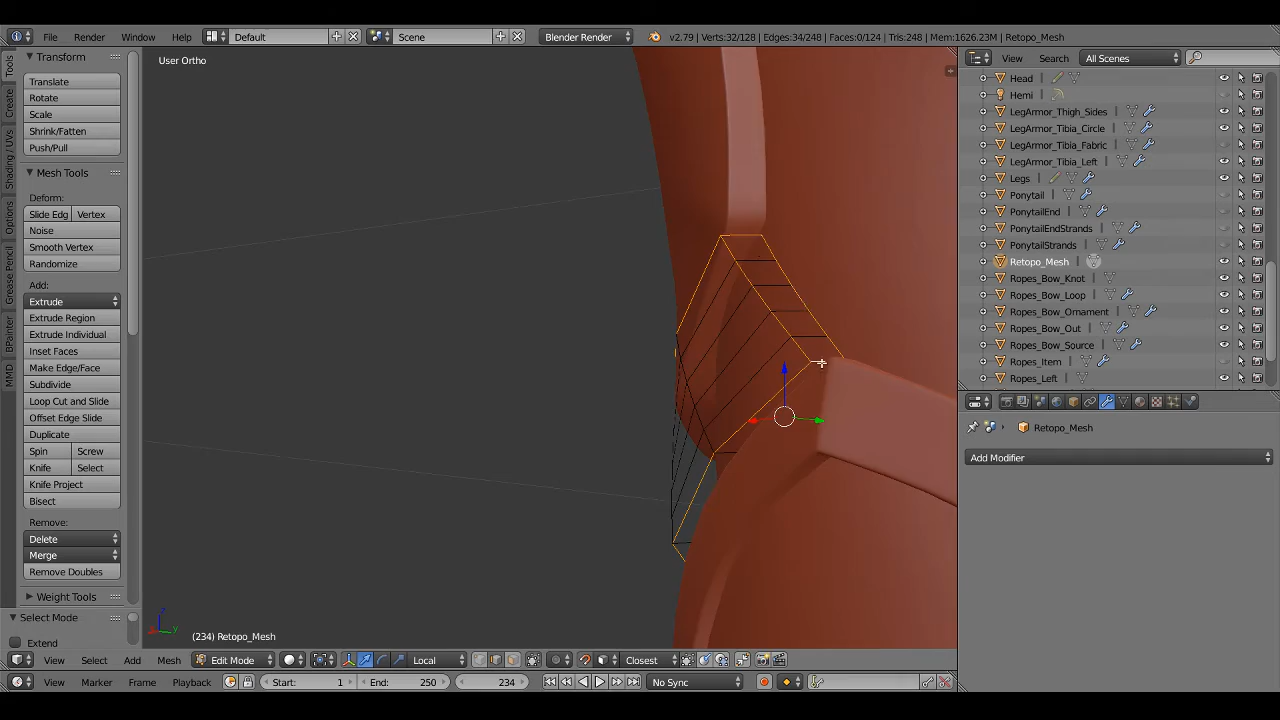 File Render Window Help Default Scene Blender Render v2.79 | Verts:32/128 | Edges:34/248 | Faces:0/124 | Tris:248 | Mem:1626.23M | Retopo_Mesh
Tools
Create
Shading / UVs
Options
Grease Pencil
BPainter
MMD
Transform
Translate
Rotate
Scale
Shrink/Fatten
Push/Pull
Mesh Tools
Deform:
Slide Edg Vertex
Noise
Smooth Vertex
Randomize
Add:
Extrude
Extrude Region
Extrude Individual
Inset Faces
Make Edge/Face
Subdivide
Loop Cut and Slide
Offset Edge Slide
Duplicate
Spin Screw
Knife Select
Knife Project
Bisect
Remove:
Delete
Merge
Remove Doubles
Weight Tools
Select Mode
Extend
User Ortho
z
y
(234) Retopo_Mesh
View Search All Scenes
Head
Hemi
LegArmor_Thigh_Sides
LegArmor_Tibia_Circle
LegArmor_Tibia_Fabric
LegArmor_Tibia_Left
Legs
Ponytail
PonytailEnd
PonytailEndStrands
PonytailStrands
Retopo_Mesh
Ropes_Bow_Knot
Ropes_Bow_Loop
Ropes_Bow_Ornament
Ropes_Bow_Out
Ropes_Bow_Source
Ropes_Item
Ropes_Left
Retopo_Mesh
Add Modifier
View Select Add Mesh Edit Mode Local Closest
View Marker Frame Playback Start: 1 End: 250 234 No Sync